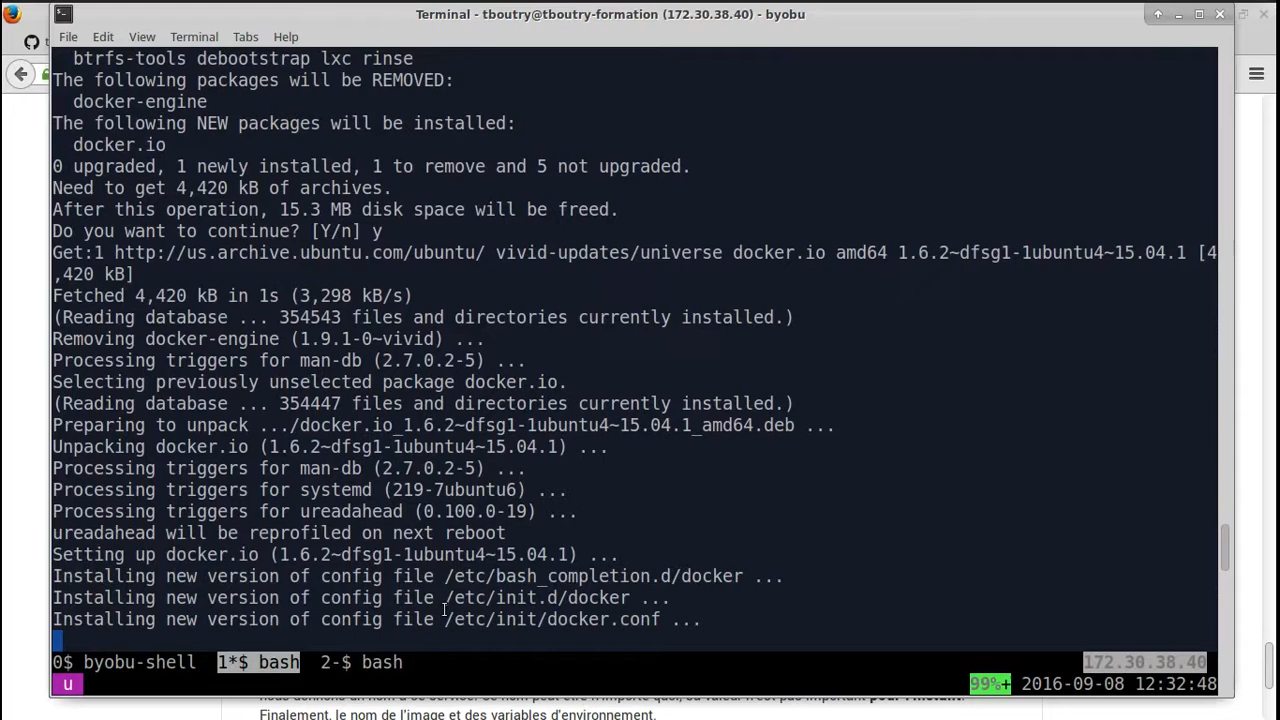 Terminal - tboutry@tboutry-formation (172.30.38.40) - byobu
File Edit View Terminal Tabs Help
btrfs-tools debootstrap lxc rinse
The following packages will be REMOVED:
docker-engine
The following NEW packages will be installed:
docker.io
0 upgraded, 1 newly installed, 1 to remove and 5 not upgraded.
Need to get 4,420 kB of archives.
After this operation, 15.3 MB disk space will be freed.
Do you want to continue? [Y/n] y
Get:1 http://us.archive.ubuntu.com/ubuntu/ vivid-updates/universe docker.io amd64 1.6.2~dfsg1-1ubuntu4~15.04.1 [4
,420 kB]
Fetched 4,420 kB in 1s (3,298 kB/s)
(Reading database ... 354543 files and directories currently installed.)
Removing docker-engine (1.9.1-0~vivid) ...
Processing triggers for man-db (2.7.0.2-5) ...
Selecting previously unselected package docker.io.
(Reading database ... 354447 files and directories currently installed.)
Preparing to unpack .../docker.io_1.6.2~dfsg1-1ubuntu4~15.04.1_amd64.deb ...
Unpacking docker.io (1.6.2~dfsg1-1ubuntu4~15.04.1) ...
Processing triggers for man-db (2.7.0.2-5) ...
Processing triggers for systemd (219-7ubuntu6) ...
Processing triggers for ureadahead (0.100.0-19) ...
ureadahead will be reprofiled on next reboot
Setting up docker.io (1.6.2~dfsg1-1ubuntu4~15.04.1) ...
Installing new version of config file /etc/bash_completion.d/docker ...
Installing new version of config file /etc/init.d/docker ...
Installing new version of config file /etc/init/docker.conf ...
0$ byobu-shell 1*$ bash 2-$ bash 172.30.38.40
u 99%+ 2016-09-08 12:32:48
Finalement, le nom de l'image et des variables d'environnement.